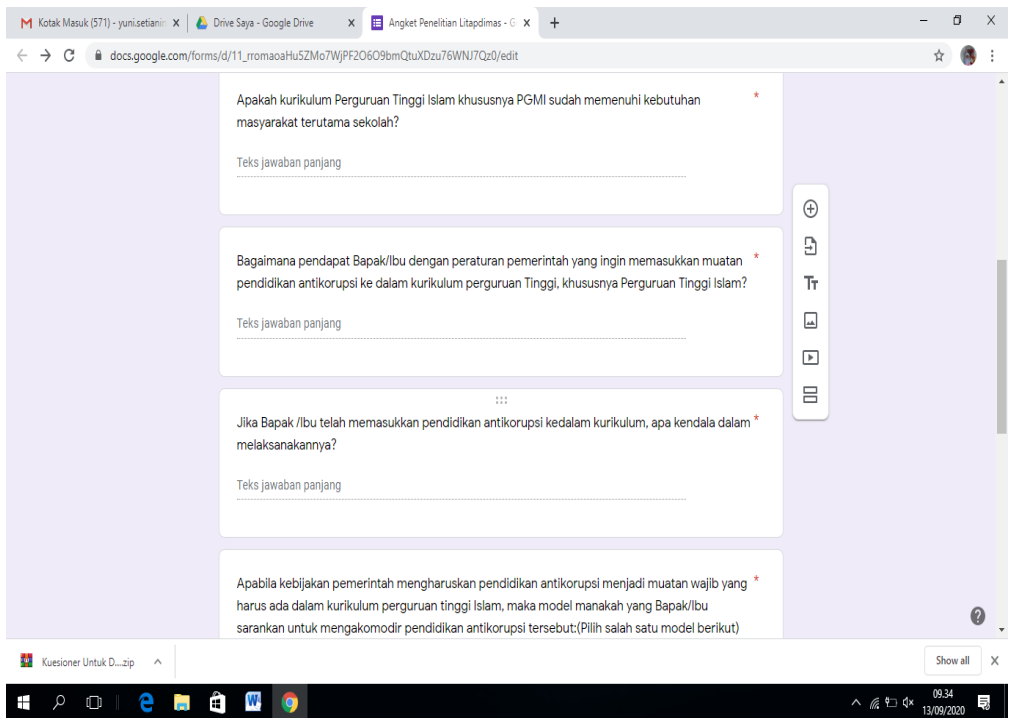 Kotak Masuk (571) - yuni.setianin
Drive Saya - Google Drive
Angket Penelitian Litapdimas - G
docs.google.com/forms/d/11_rromaoaHu5ZMo7WjPF2O6O9bmQtuXDzu76WNJ7Qz0/edit
Apakah kurikulum Perguruan Tinggi Islam khususnya PGMI sudah memenuhi kebutuhan *
masyarakat terutama sekolah?
Teks jawaban panjang
Bagaimana pendapat Bapak/Ibu dengan peraturan pemerintah yang ingin memasukkan muatan *
pendidikan antikorupsi ke dalam kurikulum perguruan Tinggi, khususnya Perguruan Tinggi Islam?
Teks jawaban panjang
Jika Bapak /Ibu telah memasukkan pendidikan antikorupsi kedalam kurikulum, apa kendala dalam *
melaksanakannya?
Teks jawaban panjang
Apabila kebijakan pemerintah mengharuskan pendidikan antikorupsi menjadi muatan wajib yang *
harus ada dalam kurikulum perguruan tinggi Islam, maka model manakah yang Bapak/Ibu
sarankan untuk mengakomodir pendidikan antikorupsi tersebut:(Pilih salah satu model berikut)
Kuesioner Untuk D....zip
Show all
09.34
13/09/2020